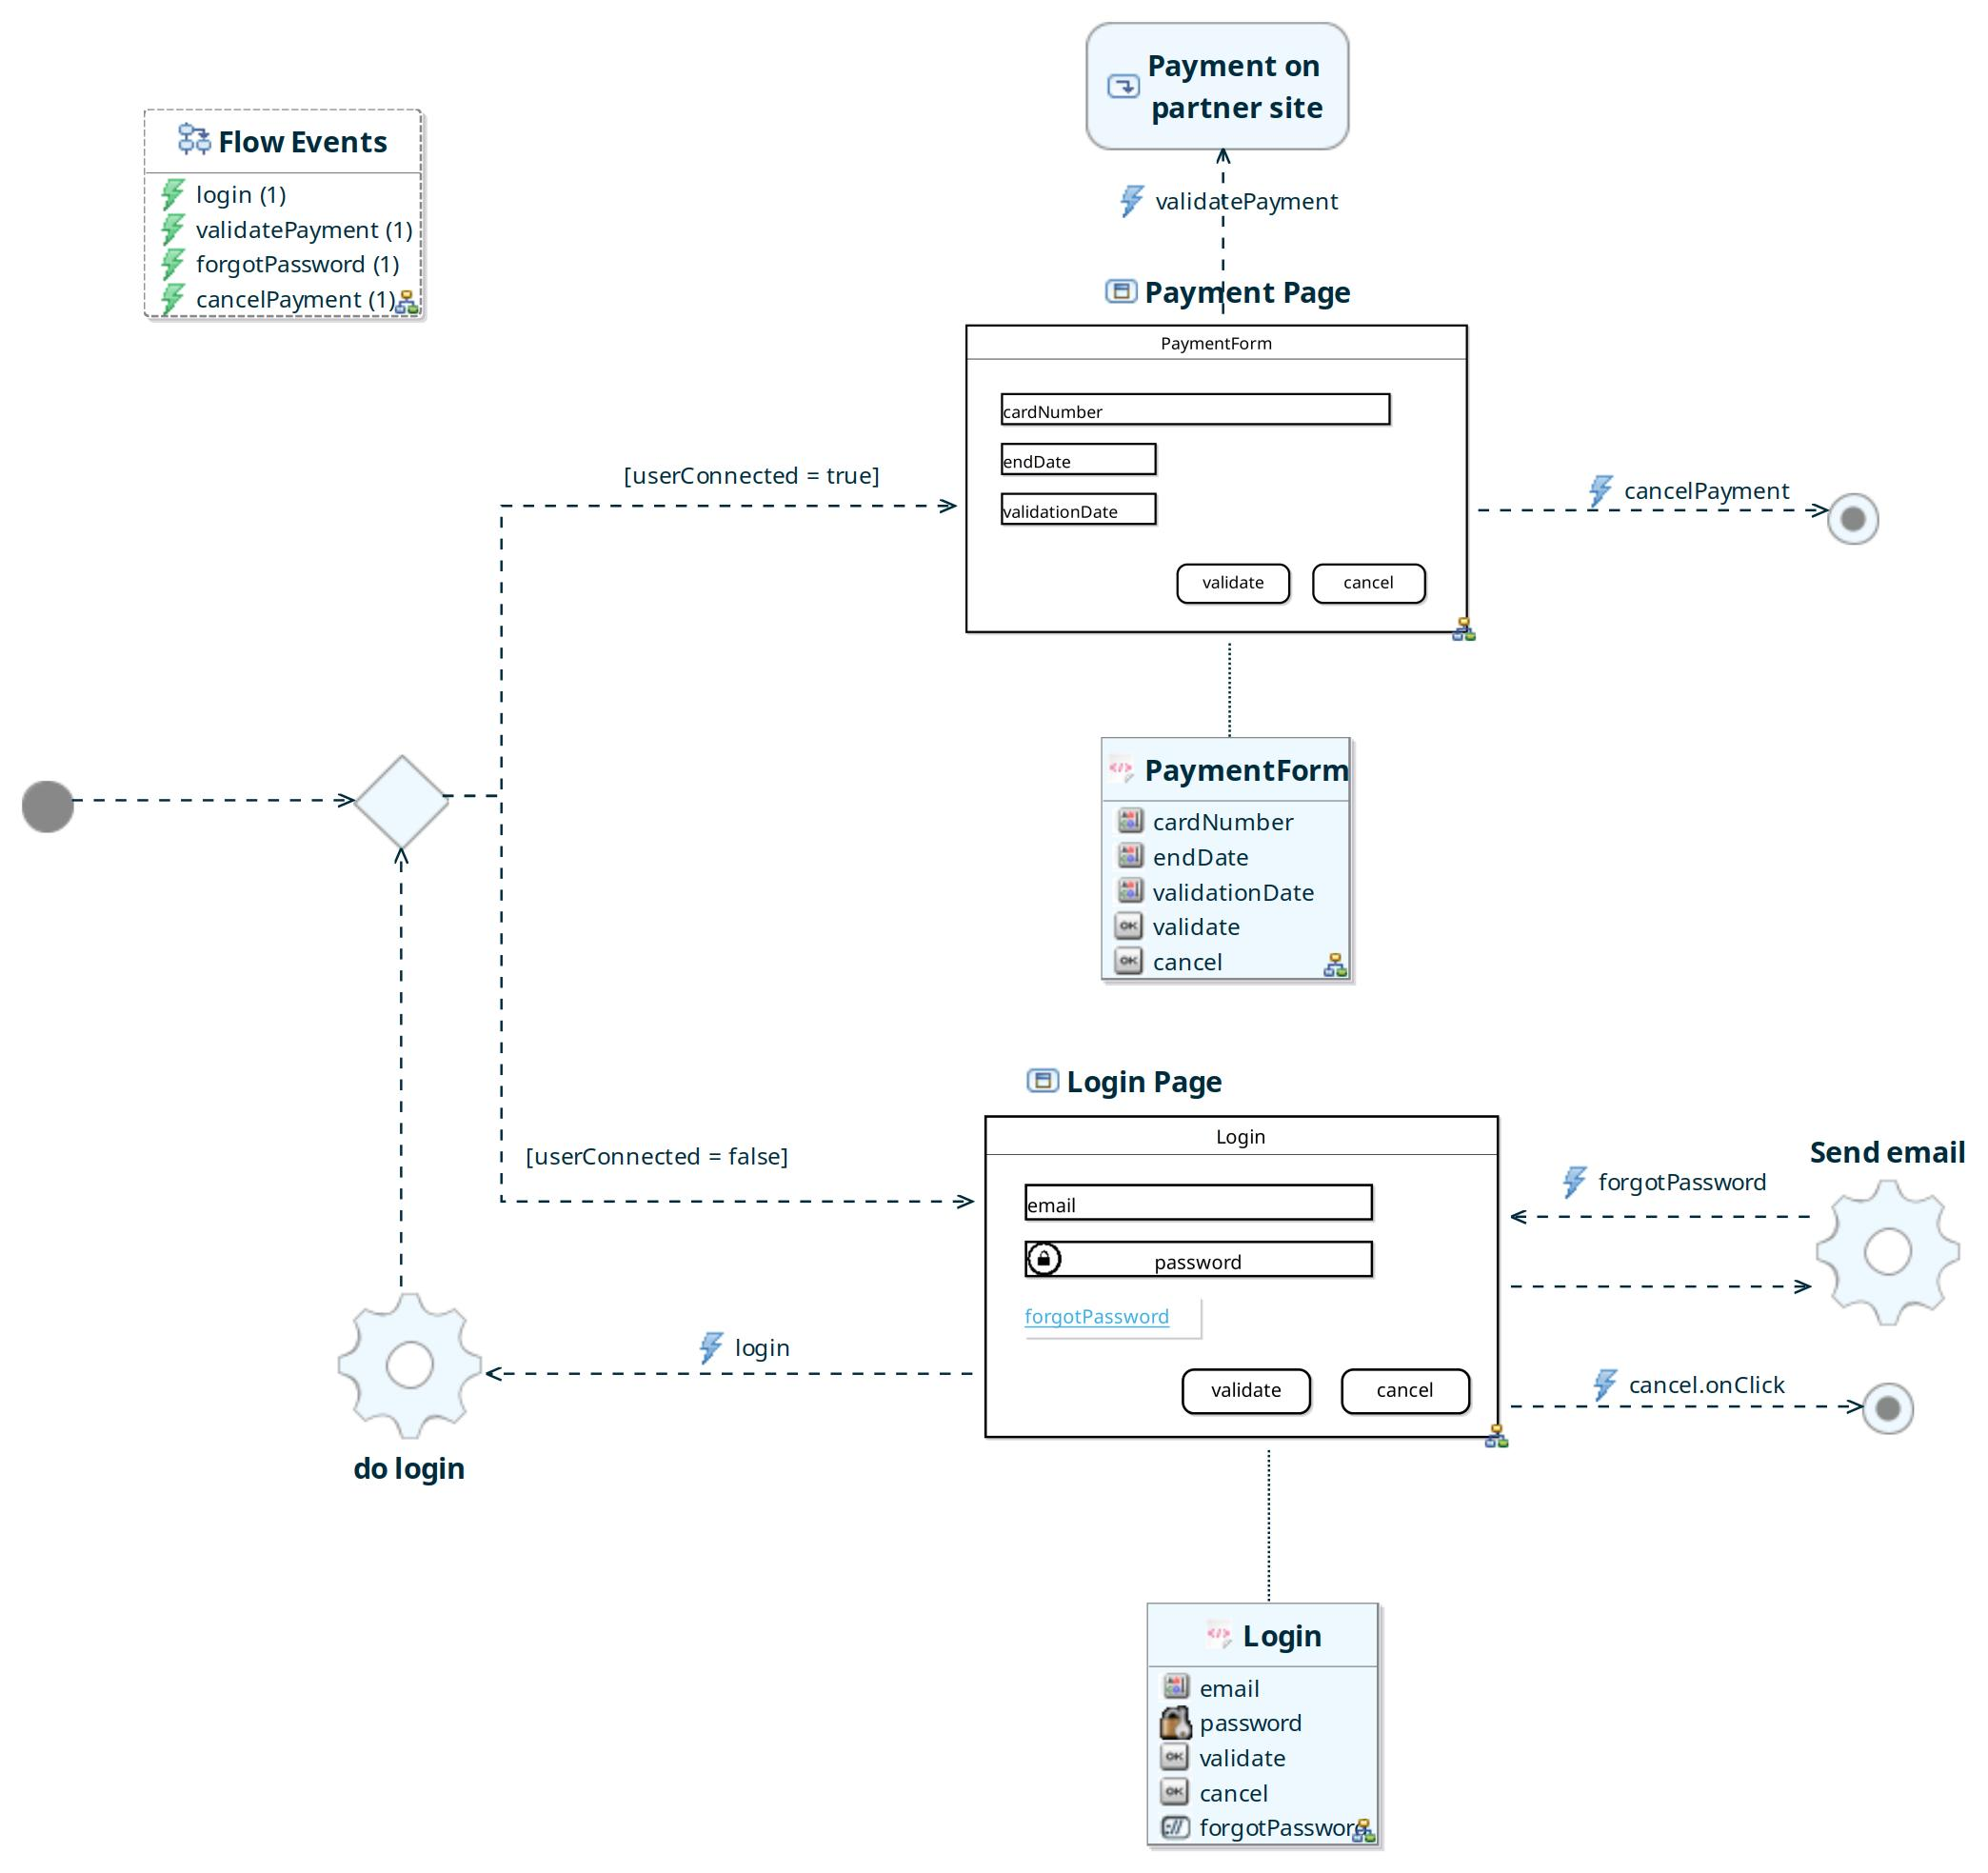 Payment on
partner site
Flow Events
login (1)
validatePayment (1)
forgotPassword (1)
cancelPayment (1)
validatePayment
Payment Page
PaymentForm
cardNumber
endDate
validationDate
validate
cancel
[userConnected = true]
cancelPayment
PaymentForm
cardNumber
endDate
validationDate
validate
cancel
Login Page
Login
email
password
forgotPassword
validate
cancel
[userConnected = false]
Send email
forgotPassword
cancel.onClick
login
do login
Login
email
password
validate
cancel
forgotPassword